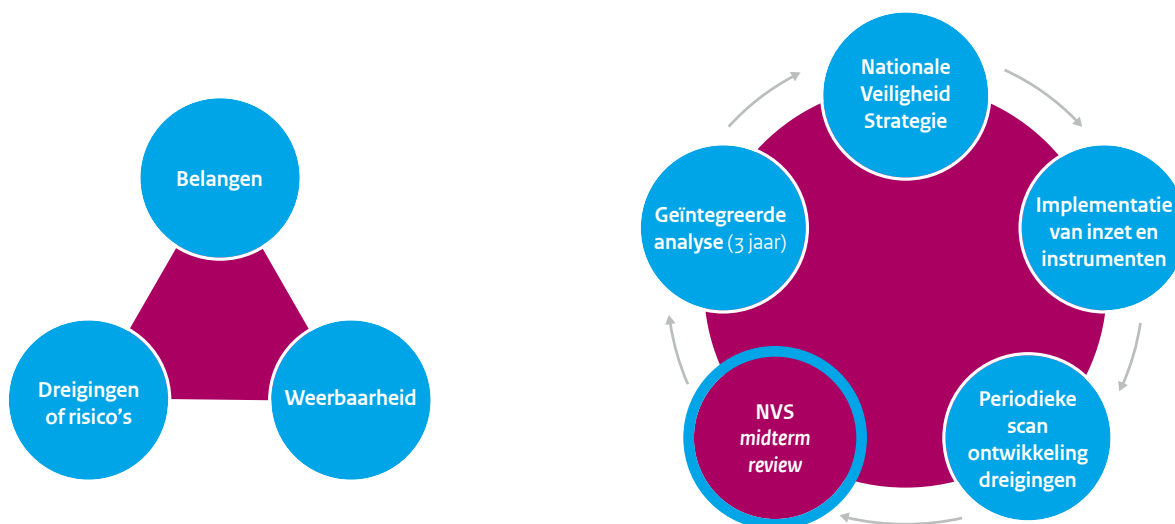 Belangen
Dreigingen
of risico's
Weerbaarheid
Nationale
Veiligheid
Strategie
Implementatie
van inzet en
instrumenten
Periodieke
scan
ontwikkeling
dreigingen
NVS
midterm
review
Geïntegreerde
analyse (3 jaar)